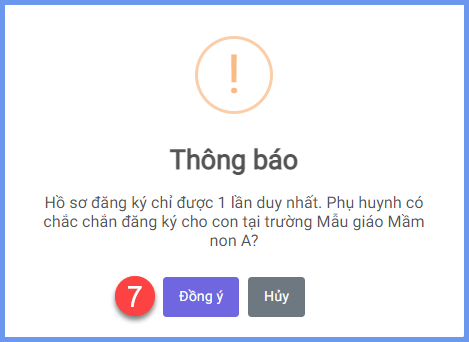 !
Thông báo
Hồ sơ đăng ký chỉ được 1 lần duy nhất. Phụ huynh có
chắc chắn đăng ký cho con tại trường Mẫu giáo Mầm
non A?
7 Đồng ý Hủy